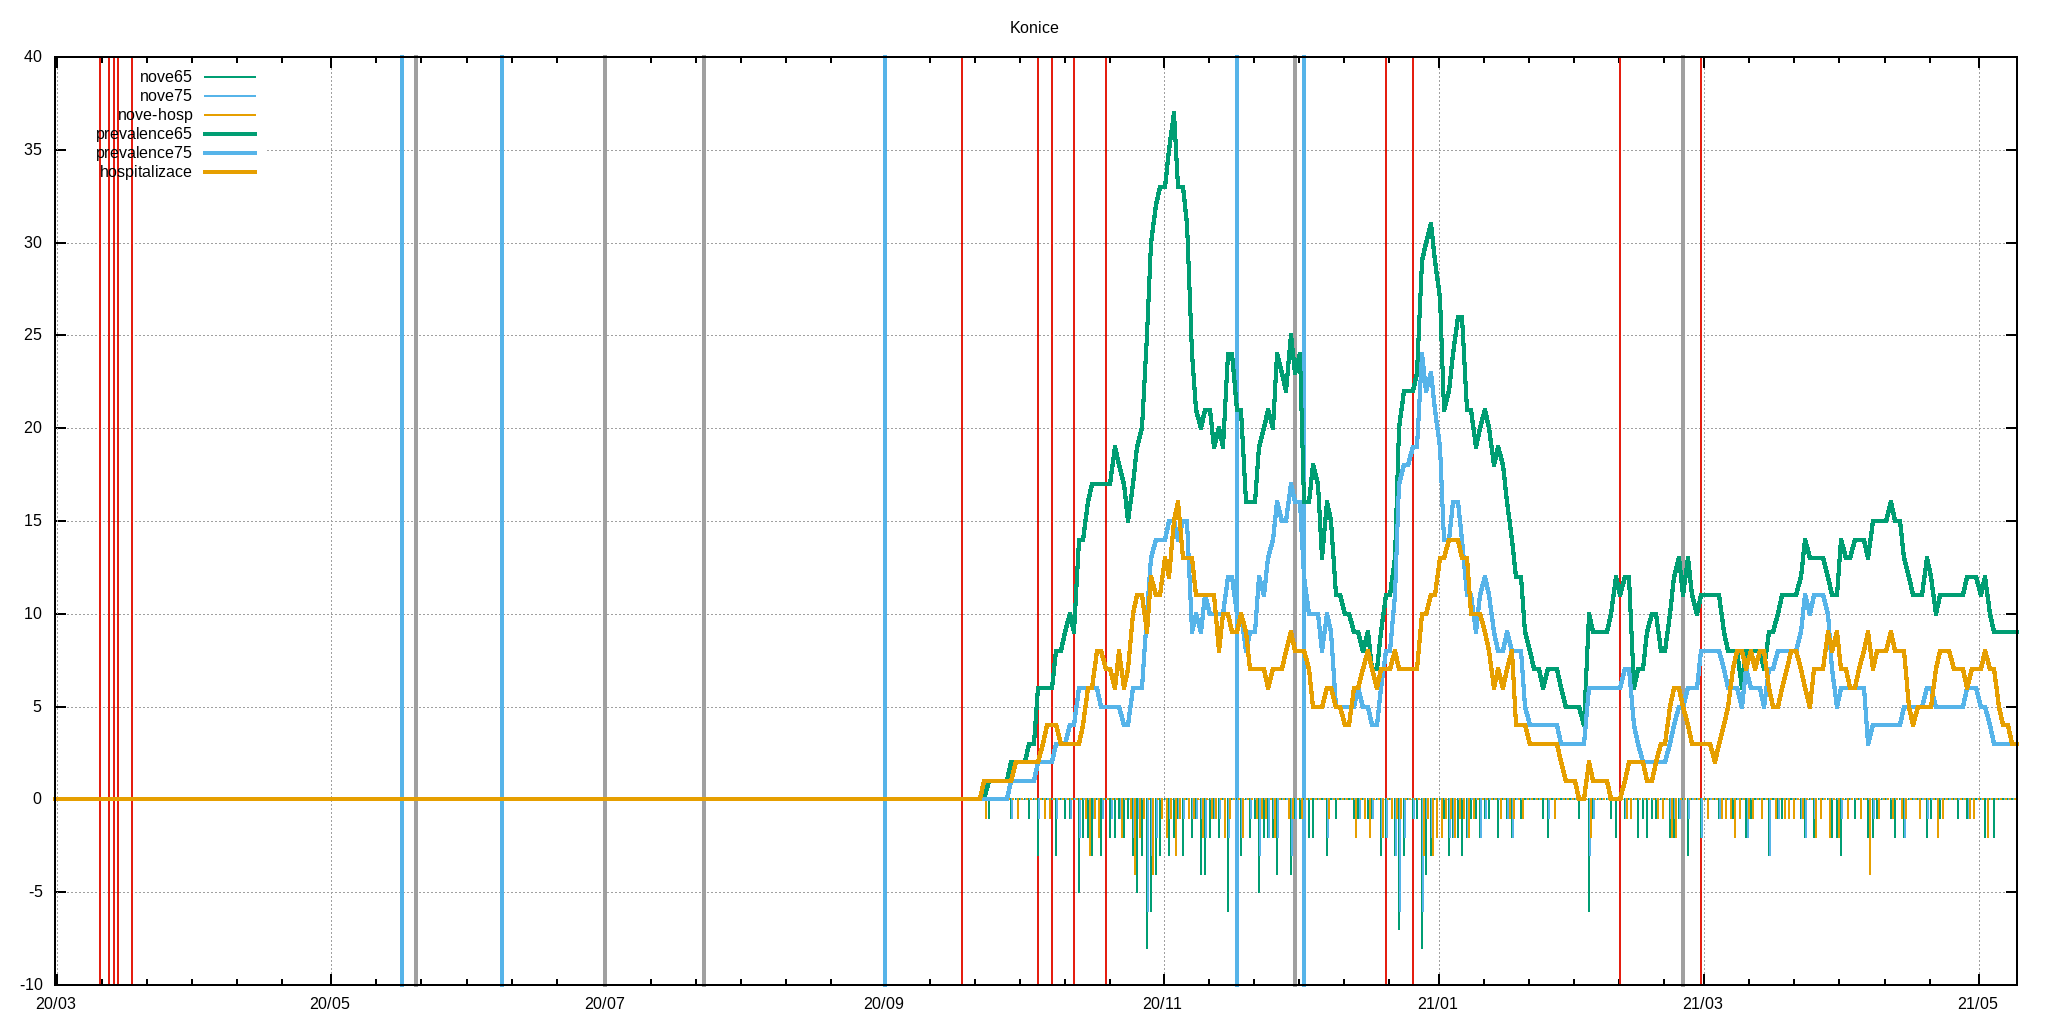 Konice
40
nove65
nove75
nove-hosp
prevalence65
prevalence75
hospitalizace
35
30
25
20
15
10
5
0
-5
-10
20/03 20/05 20/07 20/09 20/11 21/01 21/03 21/05